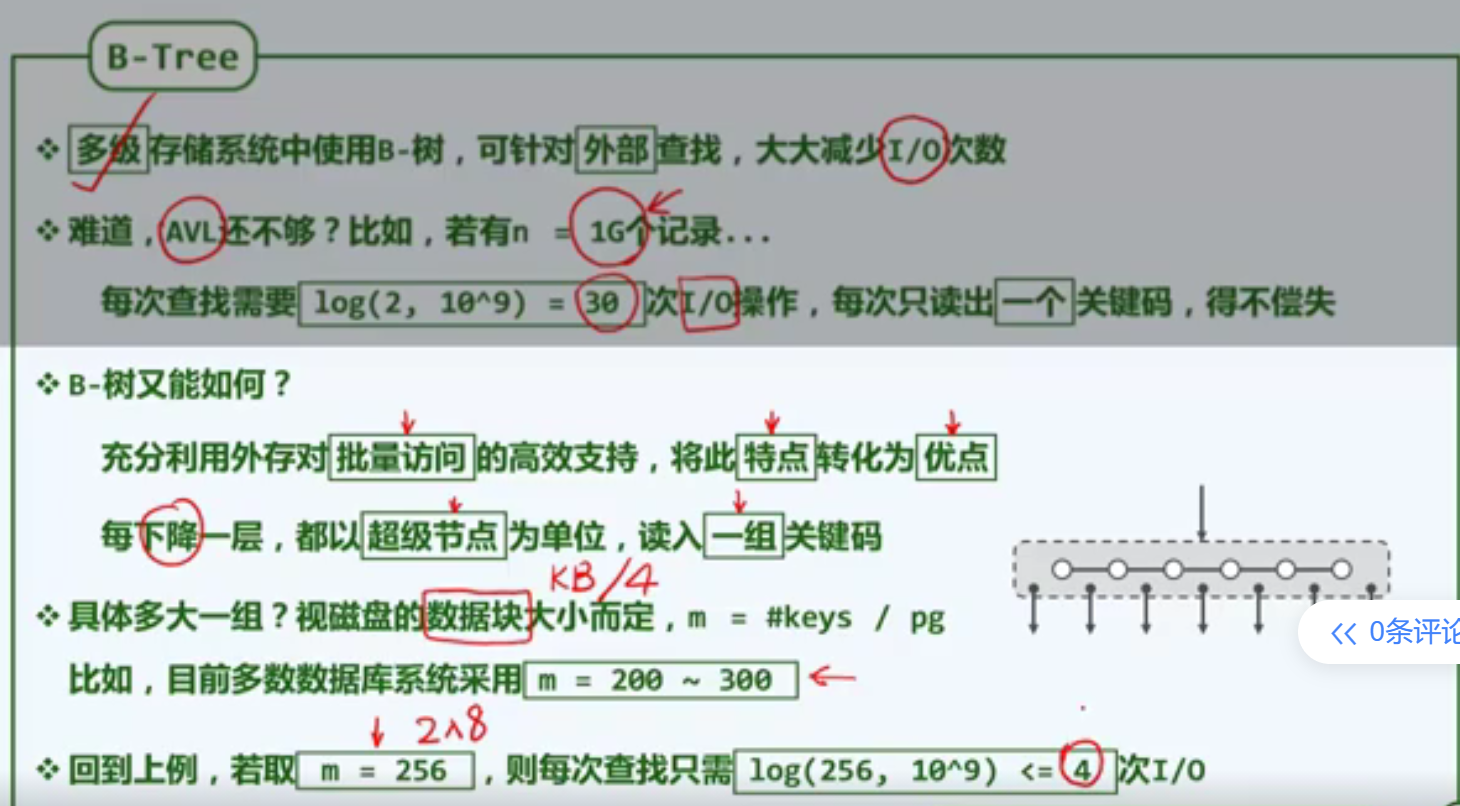 B-Tree
❖ 多级存储系统中使用B-树，可针对外部查找，大大减少I/O次数
❖ 难道，AVL还不够？比如，若有n = 1G个记录...
每次查找需要 log(2, 10^9) = 30 次I/O操作，每次只读出一个关键码，得不偿失
❖ B-树又能如何？
充分利用外存对批量访问的高效支持，将此特点转化为优点
每下降一层，都以超级节点为单位，读入一组关键码
KB/4
❖ 具体多大一组？视磁盘的数据块大小而定，m = #keys / pg
<< 0条评论
比如，目前多数数据库系统采用 m = 200 ~ 300
2^8
❖ 回到上例，若取 m = 256 ，则每次查找只需 log(256, 10^9) <= 4 次I/O